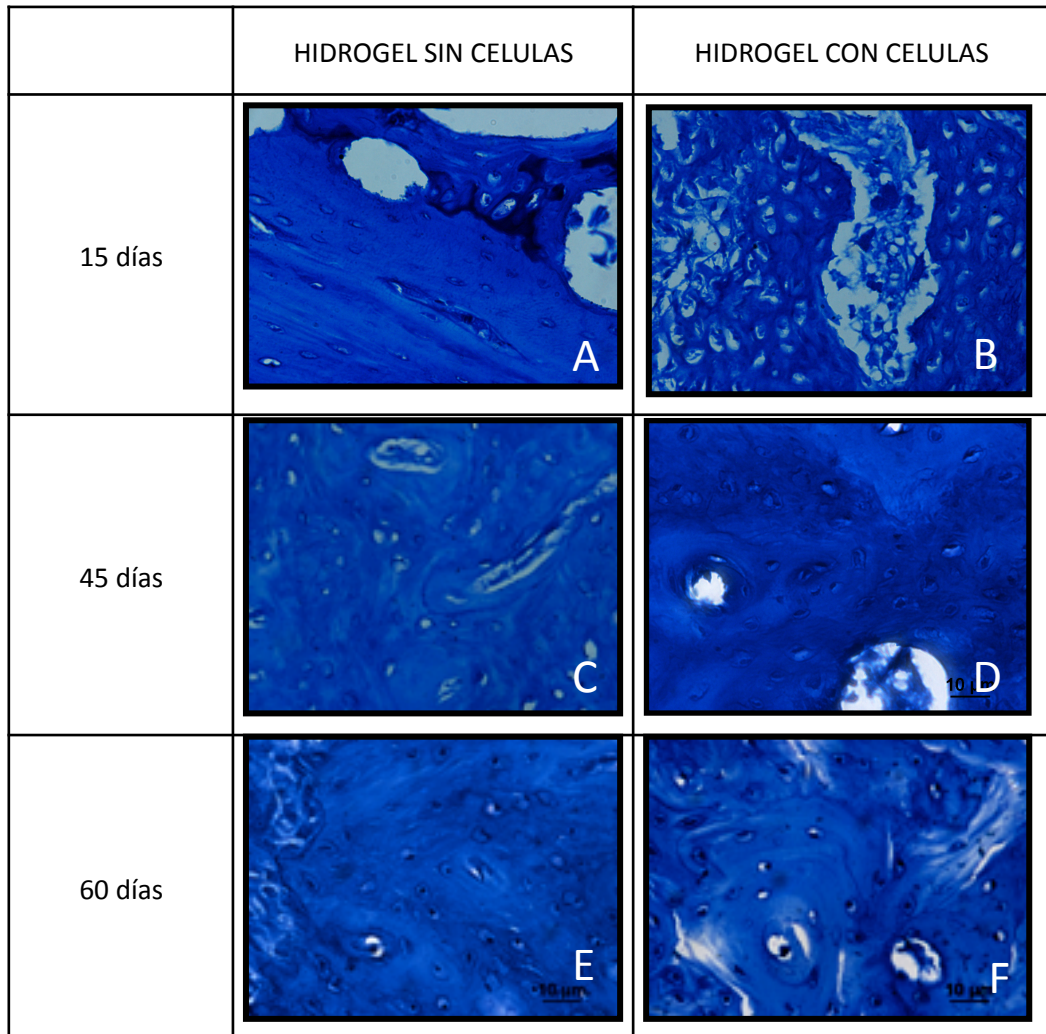 HIDROGEL SIN CELULAS
HIDROGEL CON CELULAS
15 días
A
B
45 días
C
D
10 µm
60 días
E
10 µm
F
10 µm